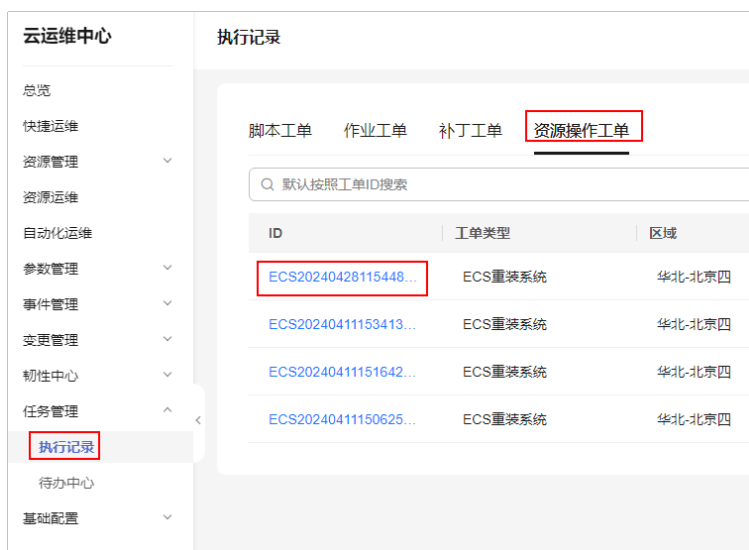 云运维中心
执行记录
总览
快捷运维
资源管理
资源运维
自动化运维
参数管理
事件管理
变更管理
韧性中心
任务管理
执行记录
待办中心
基础配置
脚本工单 作业工单 补丁工单 资源操作工单
默认按照工单ID搜索
ID 工单类型 区域
ECS20240428115448... ECS重装系统 华北-北京四
ECS20240411153413... ECS重装系统 华北-北京四
ECS20240411151642... ECS重装系统 华北-北京四
ECS20240411150625... ECS重装系统 华北-北京四